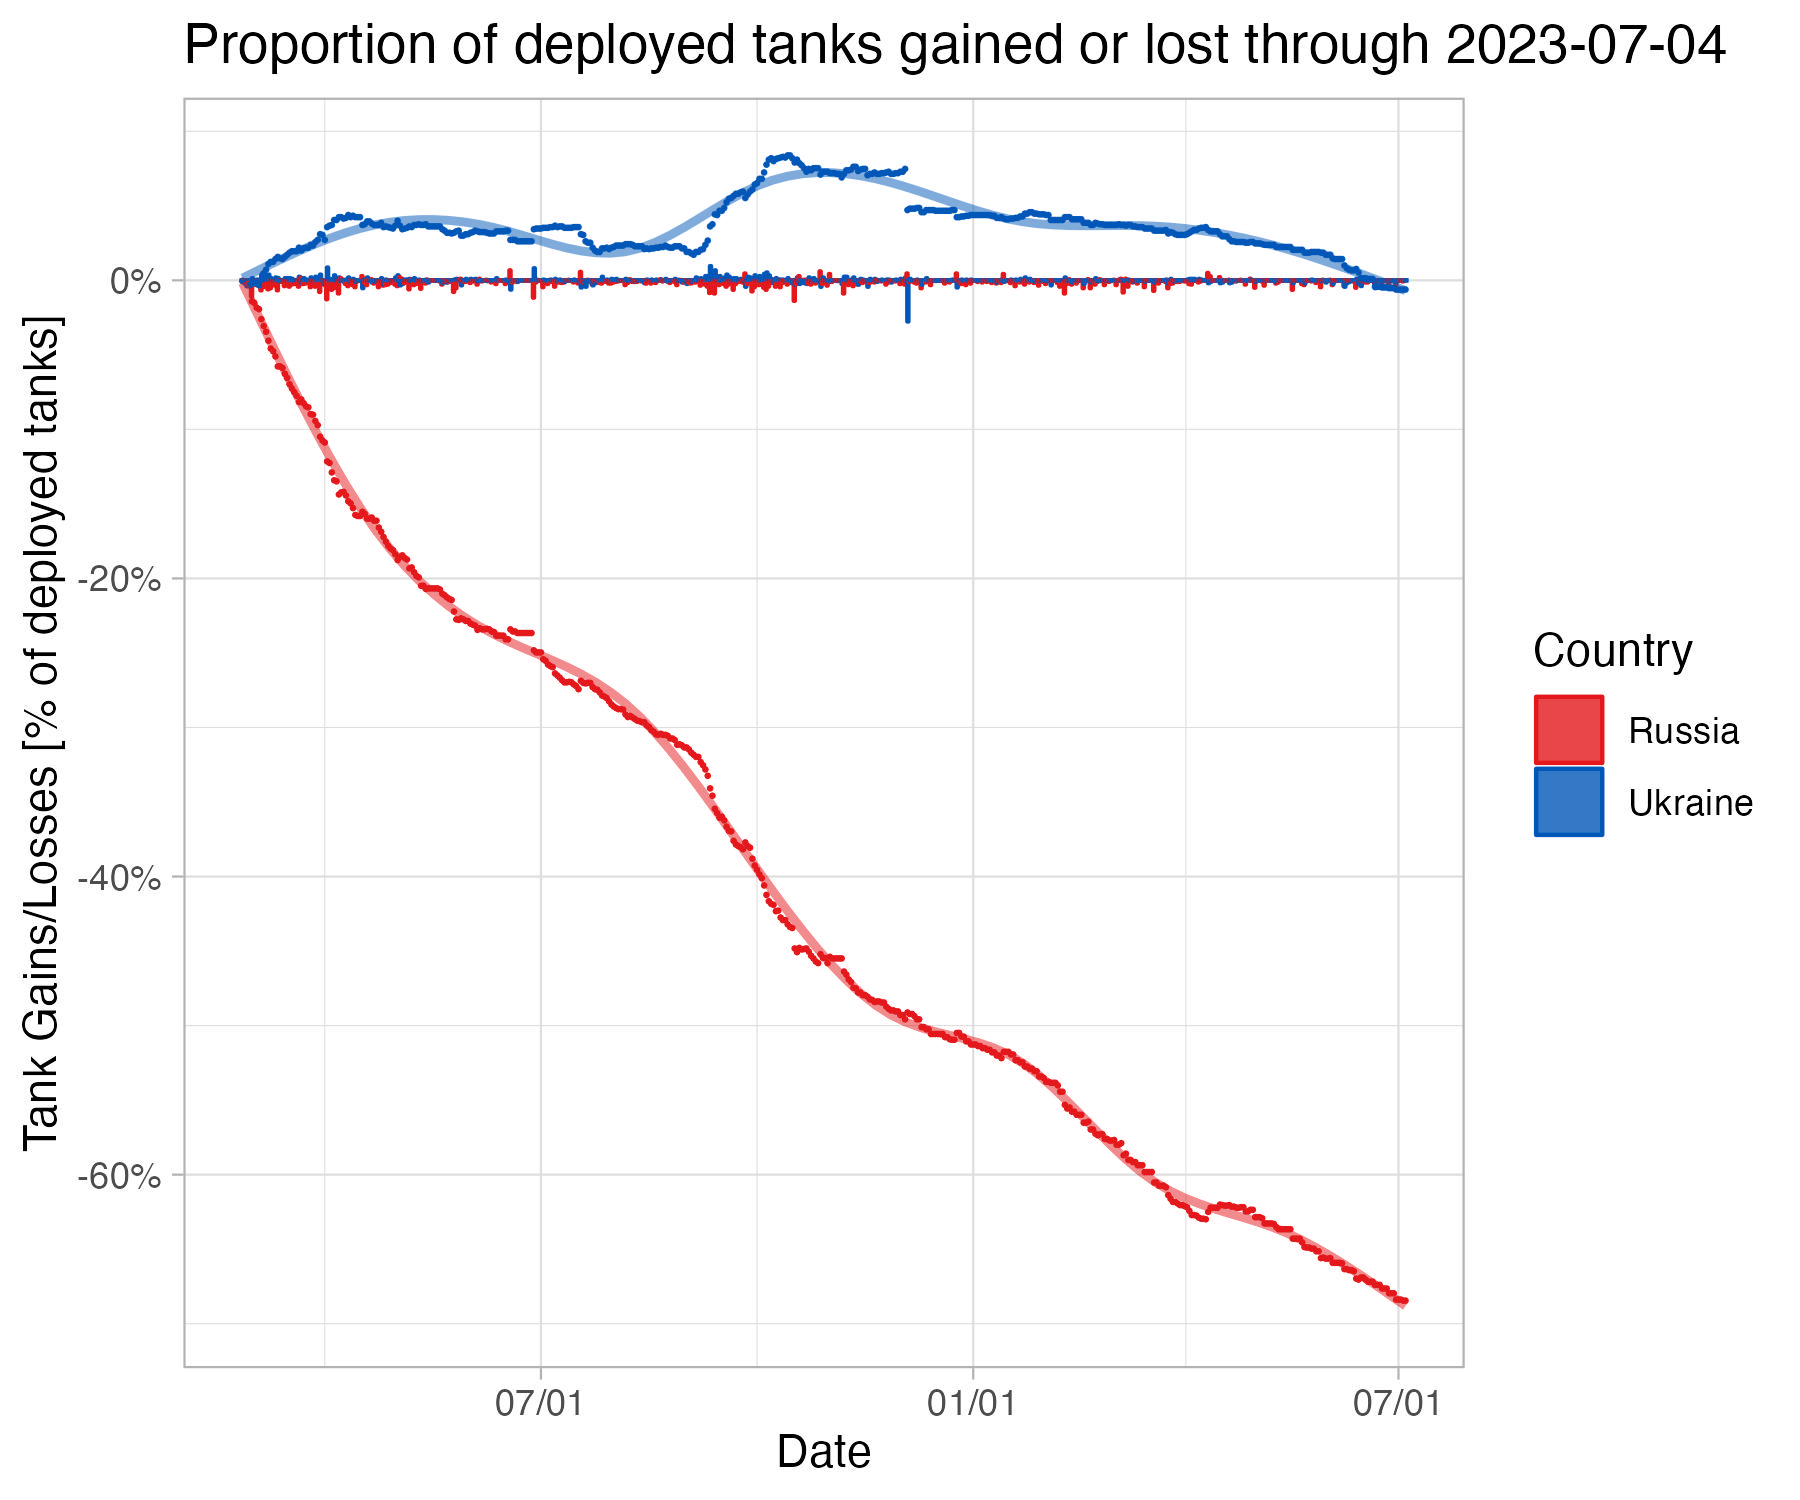 Proportion of deployed tanks gained or lost through 2023-07-04
Tank Gains/Losses [% of deployed tanks]
0%
-20%
-40%
-60%
07/01
01/01
07/01
Date
Country
Russia
Ukraine